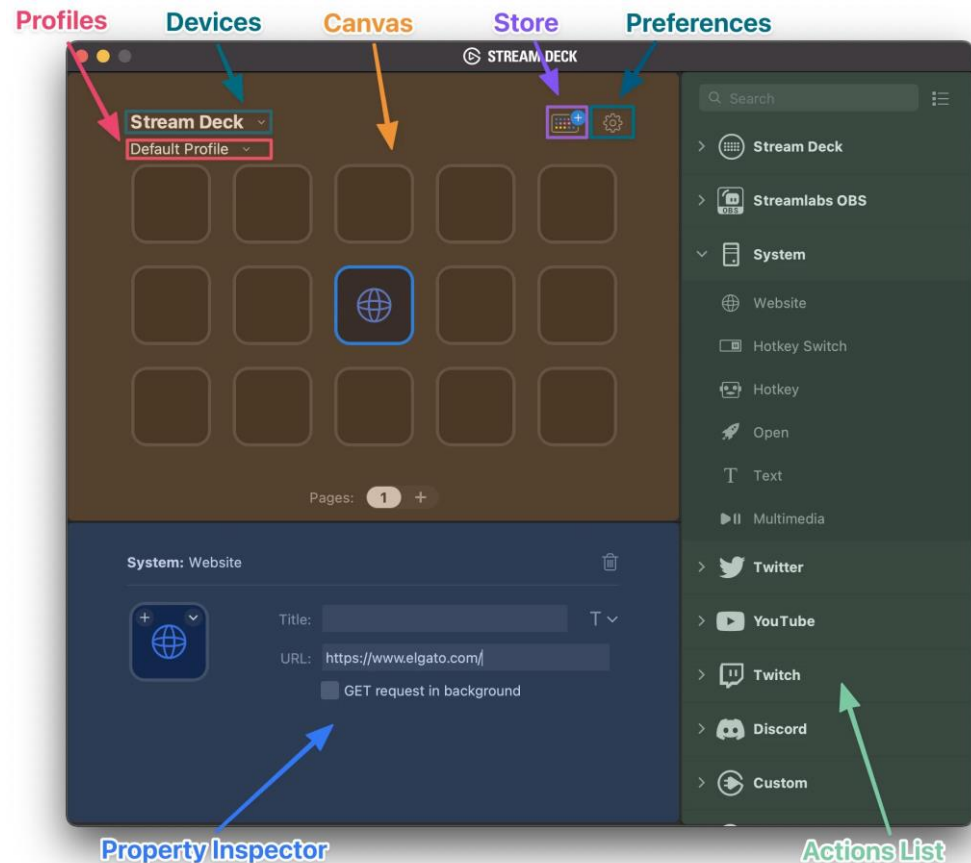 Profiles Devices Canvas Store Preferences
STREAM DECK
Stream Deck
Default Profile
Pages: 1 +
System: Website
Title:
URL: https://www.elgato.com/
GET request in background
Property Inspector
Search
Stream Deck
OBS Streamlabs OBS
System
Website
Hotkey Switch
Hotkey
Open
T Text
Multimedia
Twitter
YouTube
Twitch
Discord
Custom
Actions List